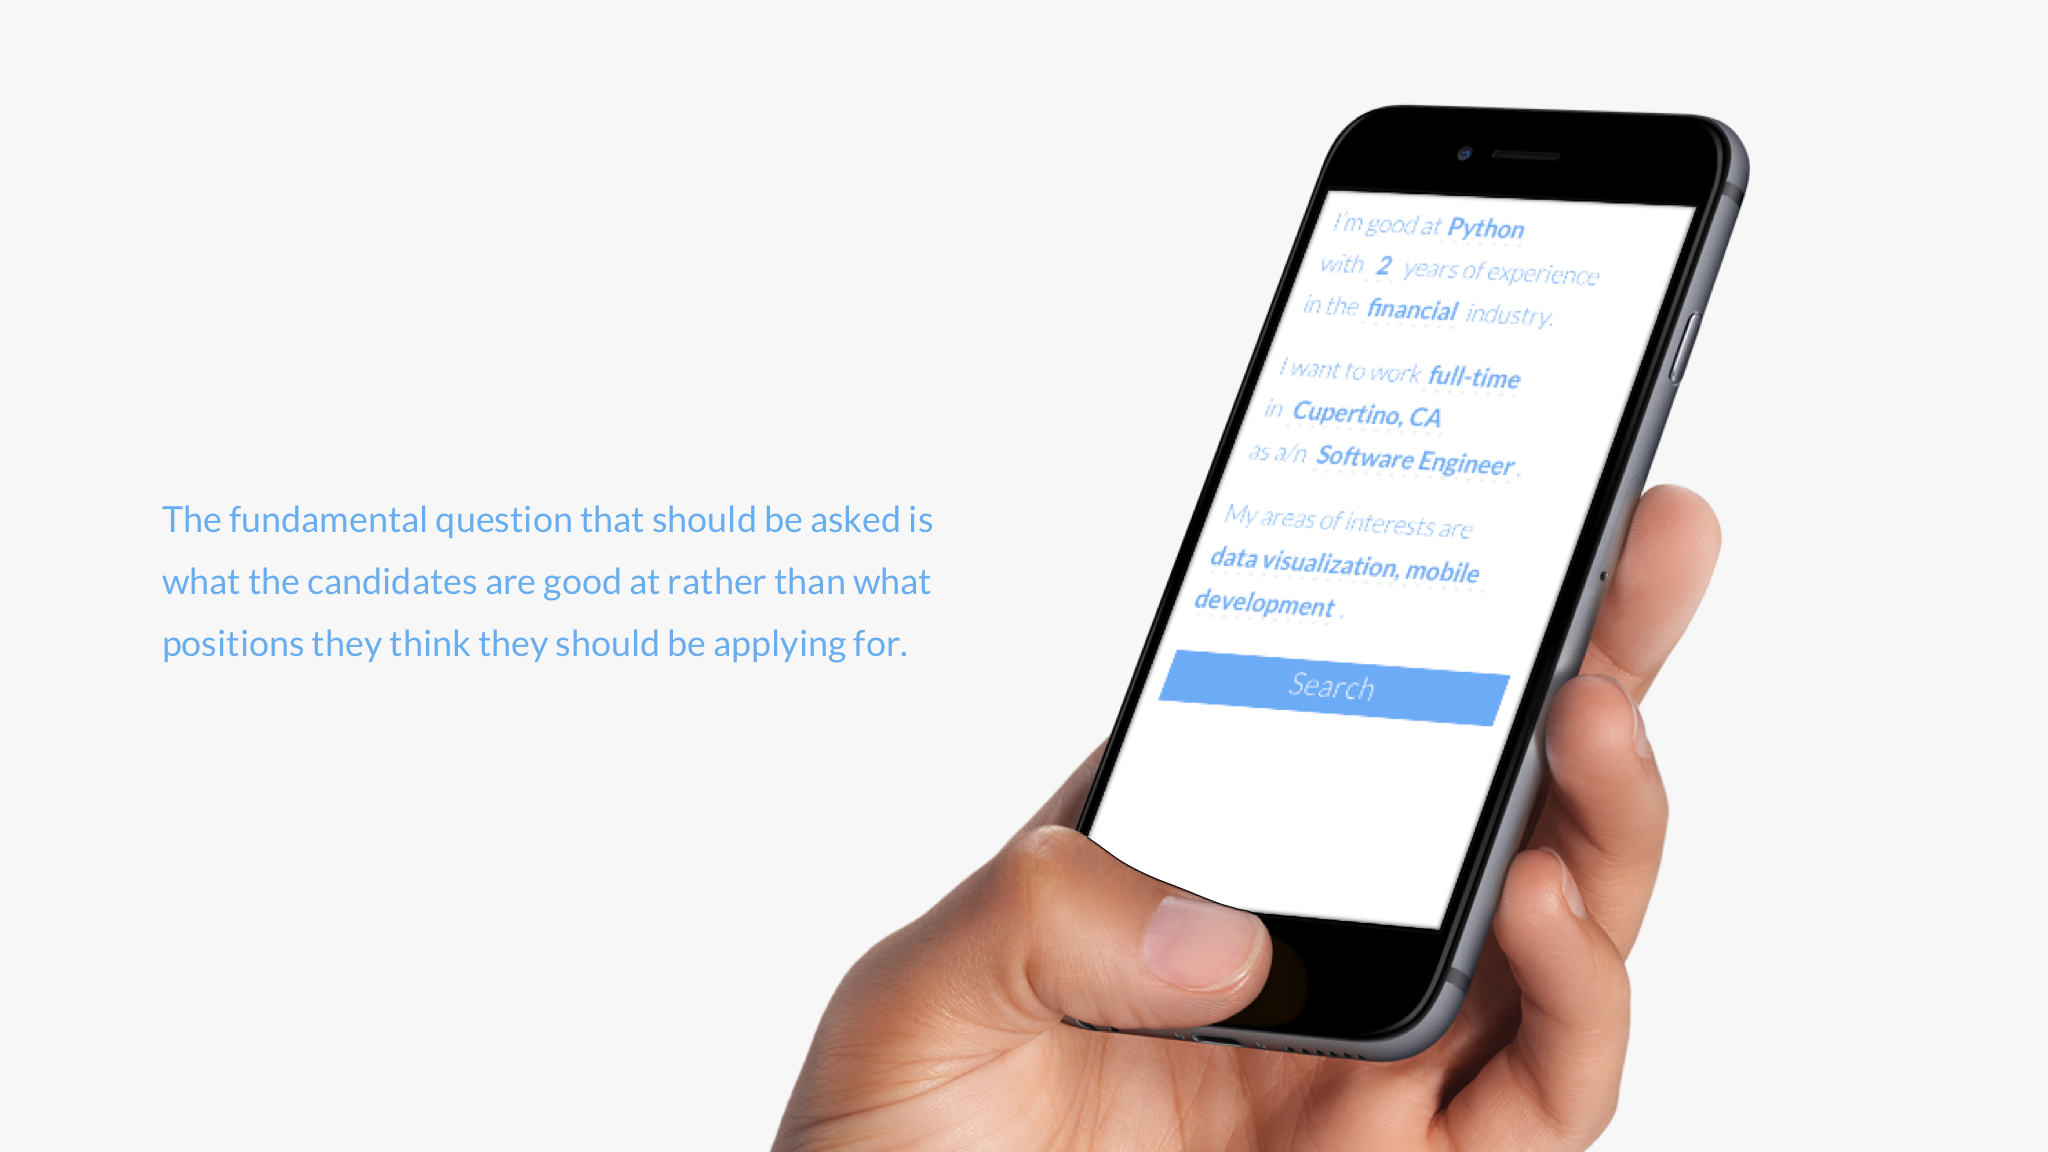 The fundamental question that should be asked is
what the candidates are good at rather than what
positions they think they should be applying for.
I'm good at Python
with 2 years of experience
in the financial industry.
I want to work full-time
in Cupertino, CA
as a/n Software Engineer.
My areas of interests are
data visualization, mobile
development.
Search